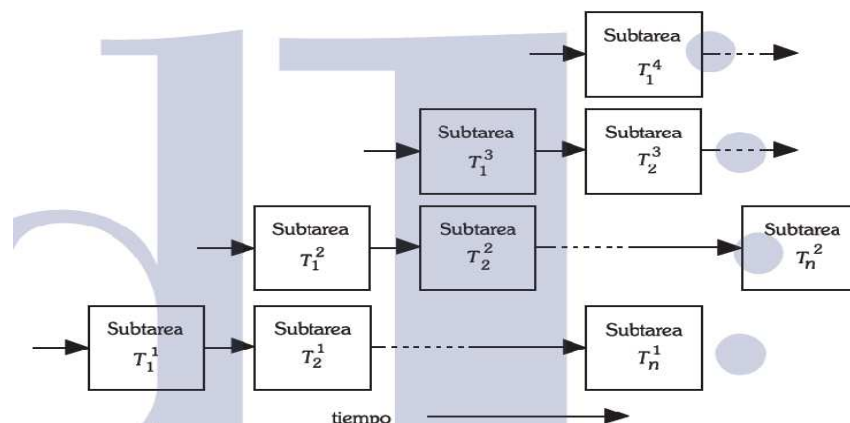 Subtarea
T₁⁴
Subtarea
T₁³
Subtarea
T₂³
Subtarea
T₁²
Subtarea
T₂²
Subtarea
Tₙ²
Subtarea
T₁¹
Subtarea
T₂¹
Subtarea
Tₙ¹
tiempo